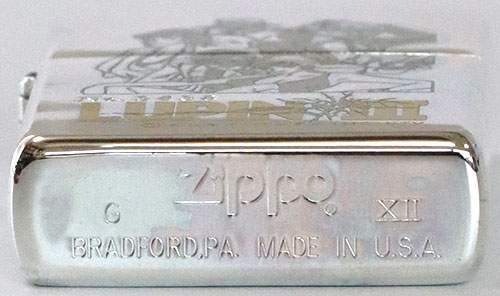 LUPIN III
Zippo®
G XII
BRADFORD,PA. MADE IN U.S.A.